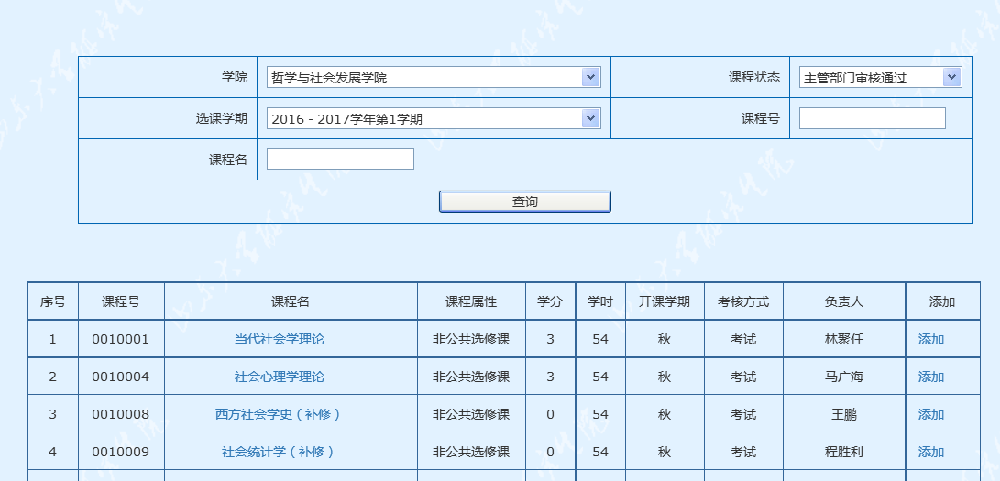 学院 哲学与社会发展学院 课程状态 主管部门审核通过
选课学期 2016 - 2017学年第1学期 课程号
课程名
查询
序号 课程号 课程名 课程属性 学分 学时 开课学期 考核方式 负责人 添加
1 0010001 当代社会学理论 非公共选修课 3 54 秋 考试 林聚任 添加
2 0010004 社会心理学理论 非公共选修课 3 54 秋 考试 马广海 添加
3 0010008 西方社会学史（补修） 非公共选修课 0 54 秋 考试 王鹏 添加
4 0010009 社会统计学（补修） 非公共选修课 0 54 秋 考试 程胜利 添加